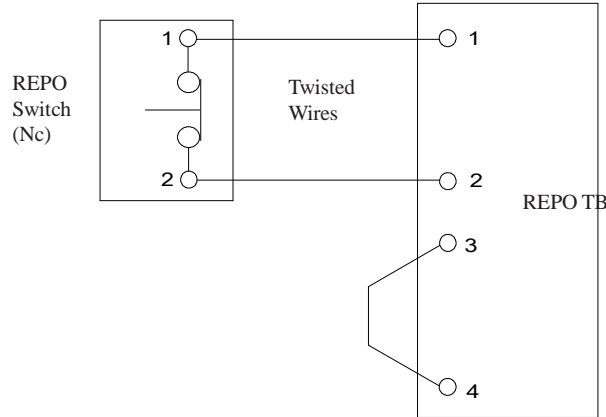 REPO
Switch
(Nc)
1
2
Twisted
Wires
1
2
3
4
REPO TB